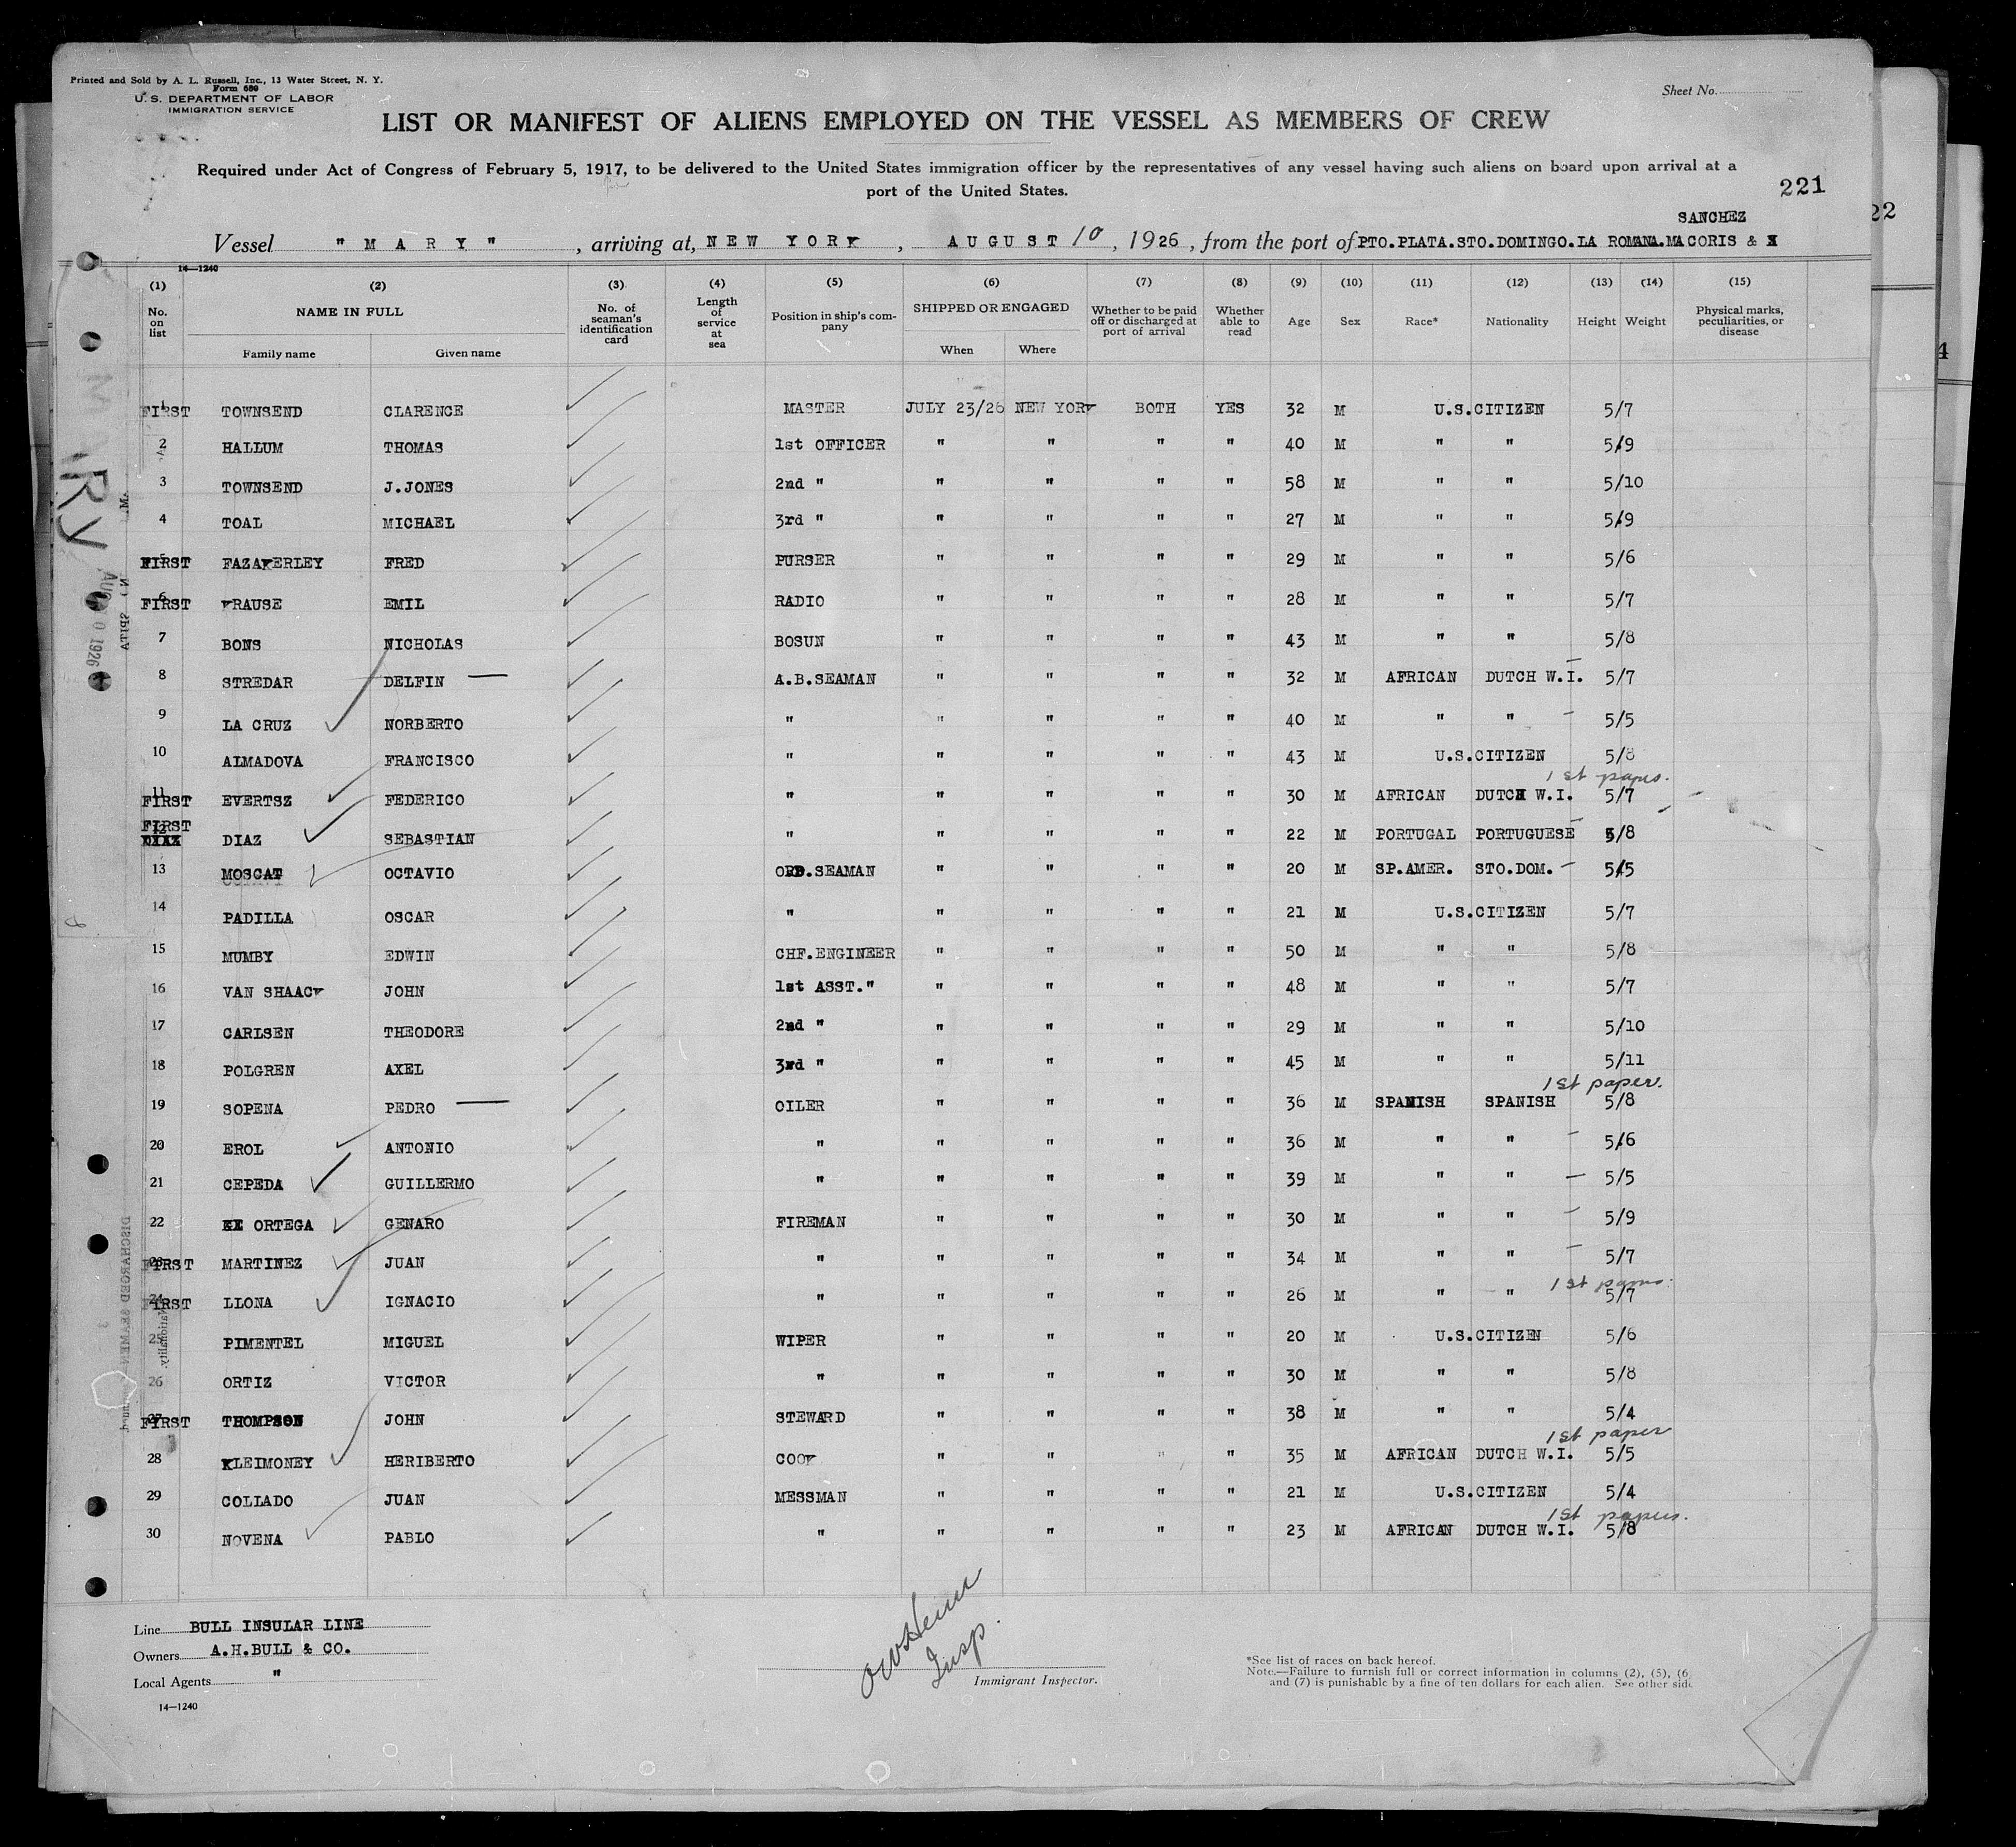 Printed and Sold by A. L. Russell, Inc., 13 Water Street, N. Y.
Form 680
U. S. DEPARTMENT OF LABOR
IMMIGRATION SERVICE
Sheet No.
LIST OR MANIFEST OF ALIENS EMPLOYED ON THE VESSEL AS MEMBERS OF CREW
Required under Act of Congress of February 5, 1917, to be delivered to the United States immigration officer by the representatives of any vessel having such aliens on board upon arrival at a
port of the United States.
221
22
SANCHEZ
Vessel "MARY", arriving at, NEW YORK, AUGUST 10, 1926, from the port of PTO.PLATA.STO.DOMINGO.LA ROMANA.MACORIS &
14—1240
(1) (2) (3) (4) (5) (6) (7) (8) (9) (10) (11) (12) (13) (14) (15)
No. on list NAME IN FULL No. of seaman's identification card Length of service at sea Position in ship's company SHIPPED OR ENGAGED Whether to be paid off or discharged at port of arrival Whether able to read Age Sex Race* Nationality Height Weight Physical marks, peculiarities, or disease
Family name Given name When Where
1 FIRST TOWNSEND CLARENCE MASTER JULY 23/26 NEW YORK BOTH YES 32 M U.S.CITIZEN 5/7
2 HALLUM THOMAS 1st OFFICER " " " " 40 M " " 5/9
3 TOWNSEND J.JONES 2nd " " " " " 58 M " " 5/10
4 TOAL MICHAEL 3rd " " " " " 27 M " " 5/9
5 FIRST FAZAKERLEY FRED PURSER " " " " 29 M " " 5/6
6 FIRST KRAUSE EMIL RADIO " " " " 28 M " " 5/7
7 BONS NICHOLAS BOSUN " " " " 43 M " " 5/8
8 STREDAR DELFIN — A.B.SEAMAN " " " " 32 M AFRICAN DUTCH W.I. 5/7
9 LA CRUZ NORBERTO " " " " " 40 M " " 5/5
10 ALMADOVA FRANCISCO " " " " " 43 M U.S.CITIZEN 5/8
1st papers.
11 FIRST EVERTSZ FEDERICO " " " " " 30 M AFRICAN DUTCH W.I. 5/7
12 FIRST DIAZ SEBASTIAN " " " " " 22 M PORTUGAL PORTUGUESE 5/8
13 MOSCAT OCTAVIO ORD.SEAMAN " " " " 20 M SP.AMER. STO.DOM. 5/5
14 PADILLA OSCAR " " " " " 21 M U.S.CITIZEN 5/7
15 MUMBY EDWIN CHF.ENGINEER " " " " 50 M " " 5/8
16 VAN SHAACK JOHN 1st ASST." " " " " 48 M " " 5/7
17 CARLSEN THEODORE 2nd " " " " " 29 M " " 5/10
18 POLGREN AXEL 3rd " " " " " 45 M " " 5/11
1st paper.
19 SOPENA PEDRO — OILER " " " " 36 M SPANISH SPANISH 5/8
20 EROL ANTONIO " " " " " 36 M " " 5/6
21 CEPEDA GUILLERMO " " " " " 39 M " " 5/5
22 ORTEGA GENARO FIREMAN " " " " 30 M " " 5/9
23 FIRST MARTINEZ JUAN " " " " " 34 M " " 5/7
1st papers.
24 FIRST LLONA IGNACIO " " " " " 26 M " " 5/7
25 PIMENTEL MIGUEL WIPER " " " " 20 M U.S.CITIZEN 5/6
26 ORTIZ VICTOR " " " " " 30 M " " 5/8
27 FIRST THOMPSON JOHN STEWARD " " " " 38 M " " 5/4
1st paper
28 KLEIMONEY HERIBERTO COOK " " " " 35 M AFRICAN DUTCH W.I. 5/5
29 COLLADO JUAN MESSMAN " " " " 21 M U.S.CITIZEN 5/4
1st papers.
30 NOVENA PABLO " " " " " 23 M AFRICAN DUTCH W.I. 5/8
Line BULL INSULAR LINE
Owners A.H.BULL & CO.
Local Agents "
14—1240
Insp.
Immigrant Inspector.
*See list of races on back hereof.
Note.—Failure to furnish full or correct information in columns (2), (5), (6
and (7) is punishable by a fine of ten dollars for each alien. See other side